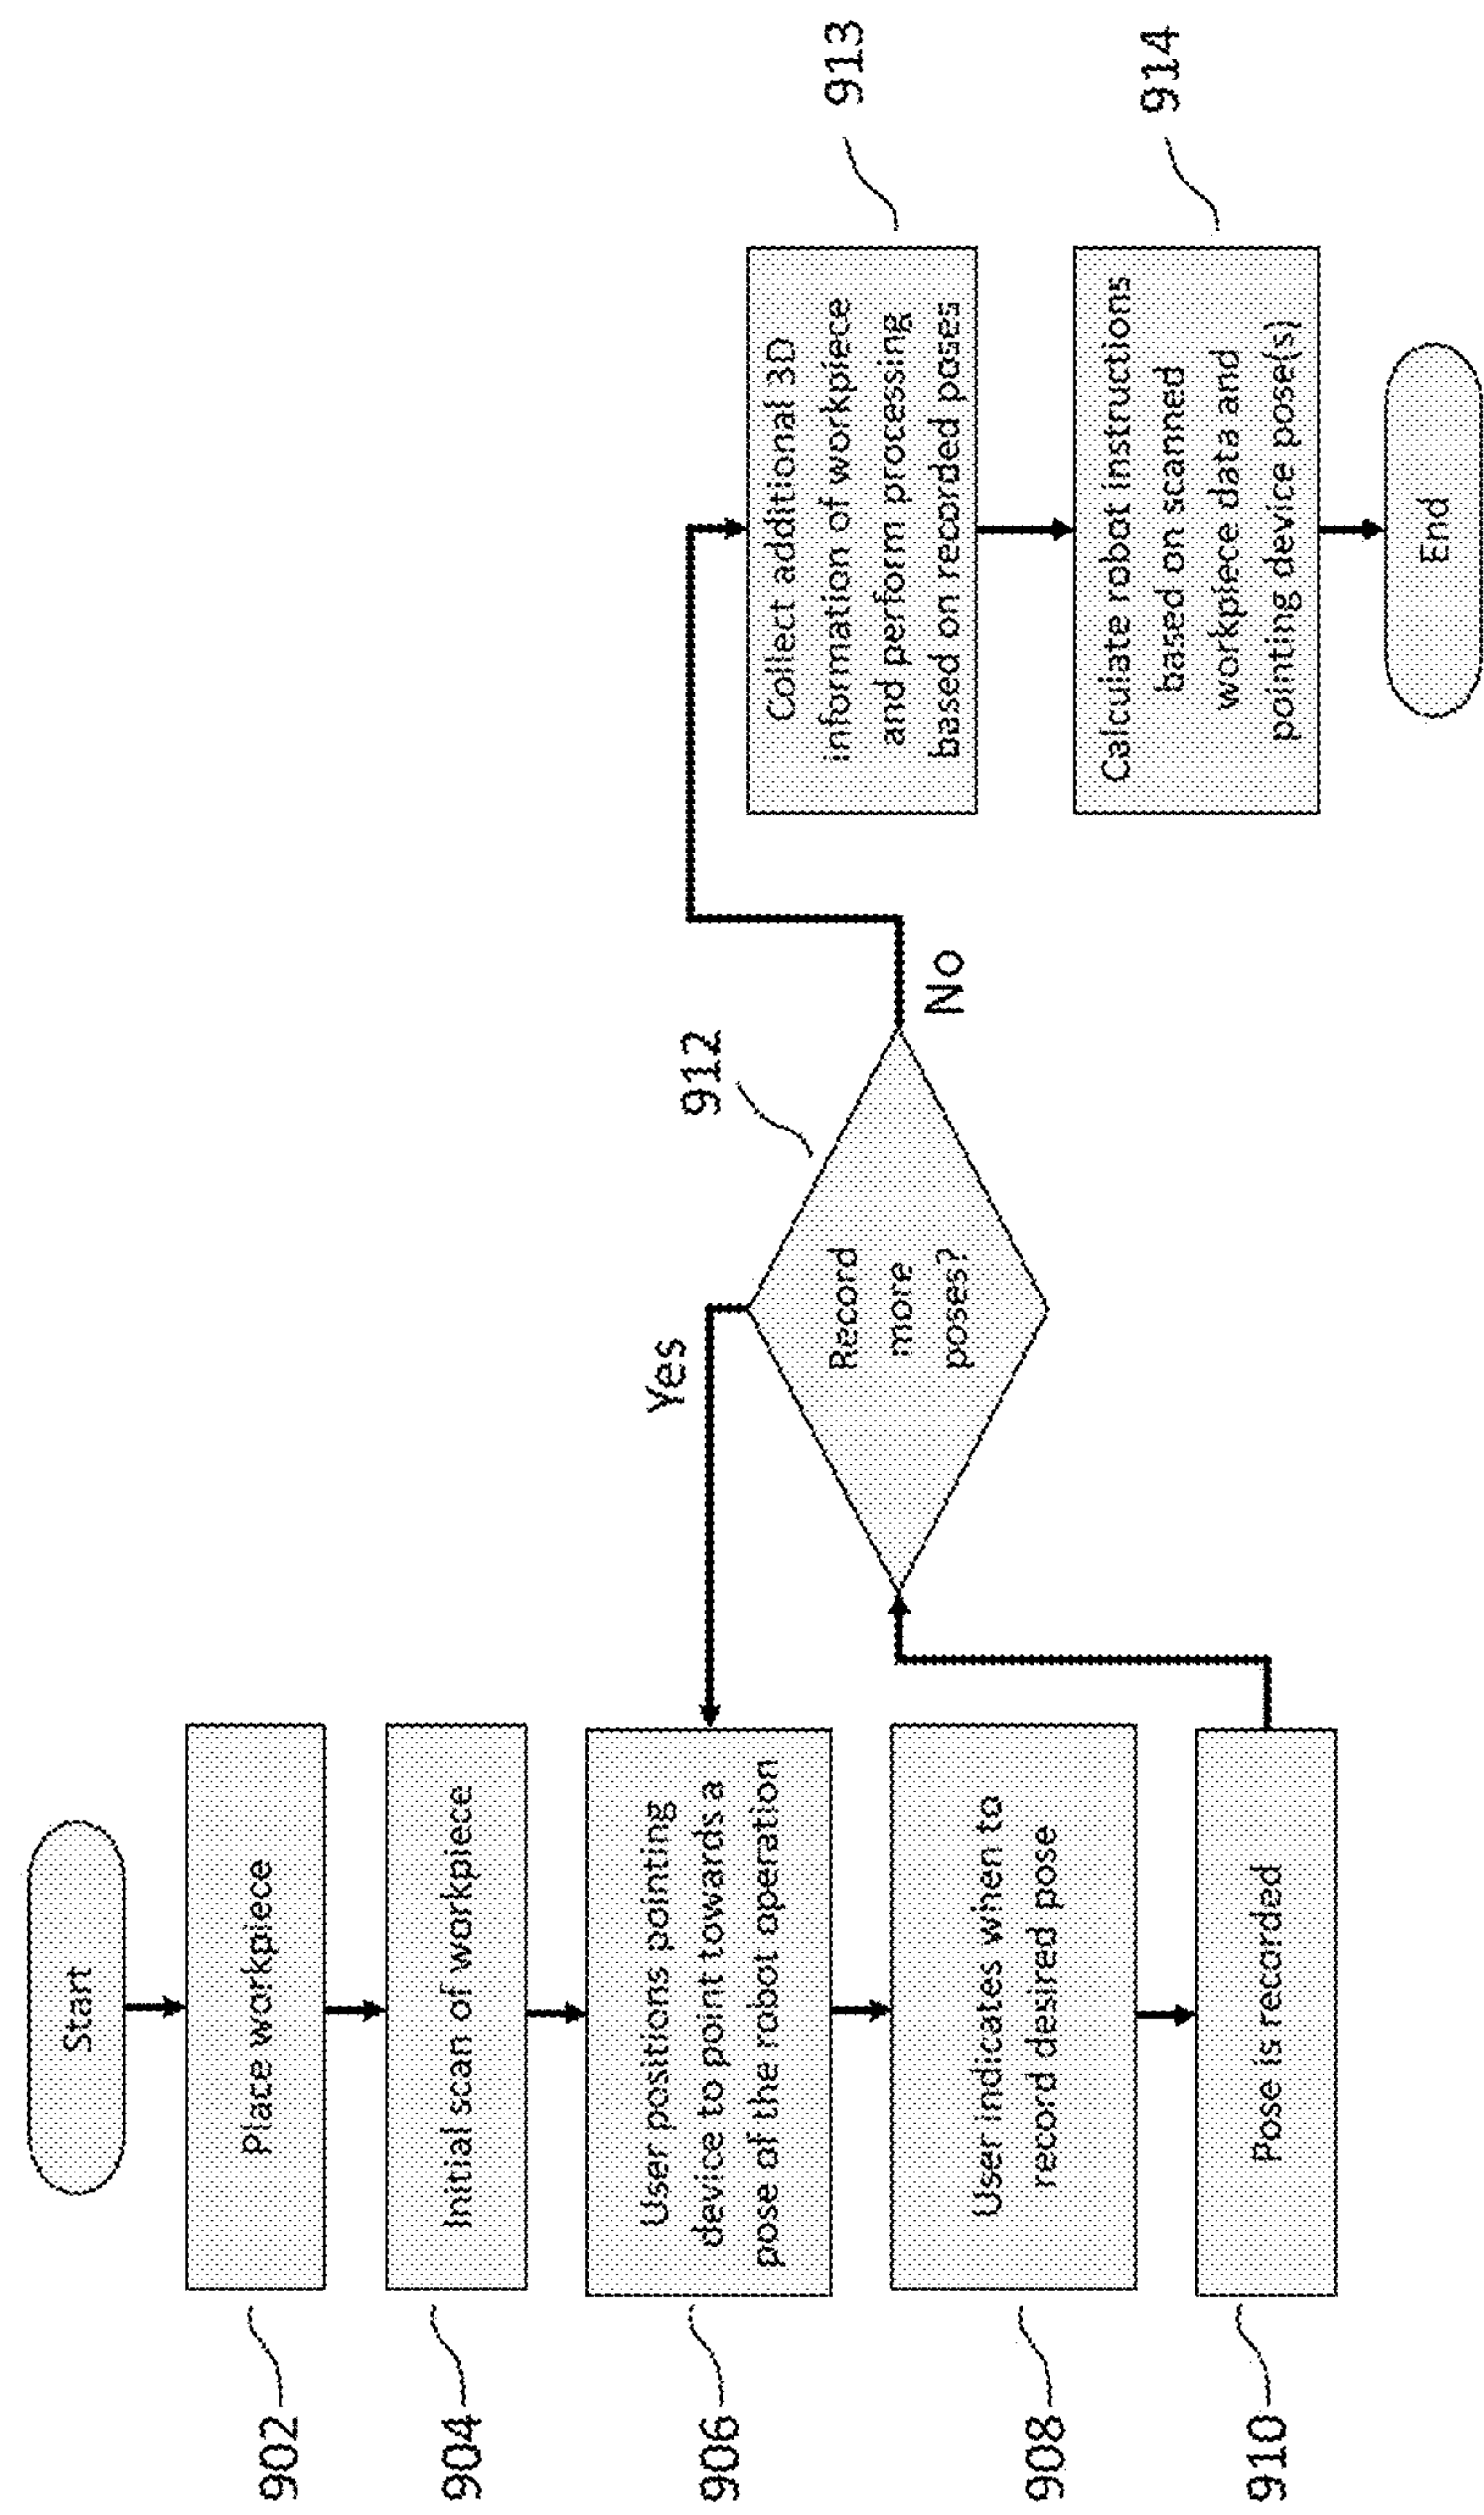 Start
902
Place workpiece
904
Initial scan of workpiece
906
User positions pointing
device to point towards a
pose of the robot operation
908
User indicates when to
record desired pose
910
Pose is recorded
912
Record
more
poses?
Yes
No
913
Collect additional 3D
information of workpiece
and perform processing
based on recorded poses
914
Calculate robot instructions
based on scanned
workpiece data and
pointing device pose(s)
End